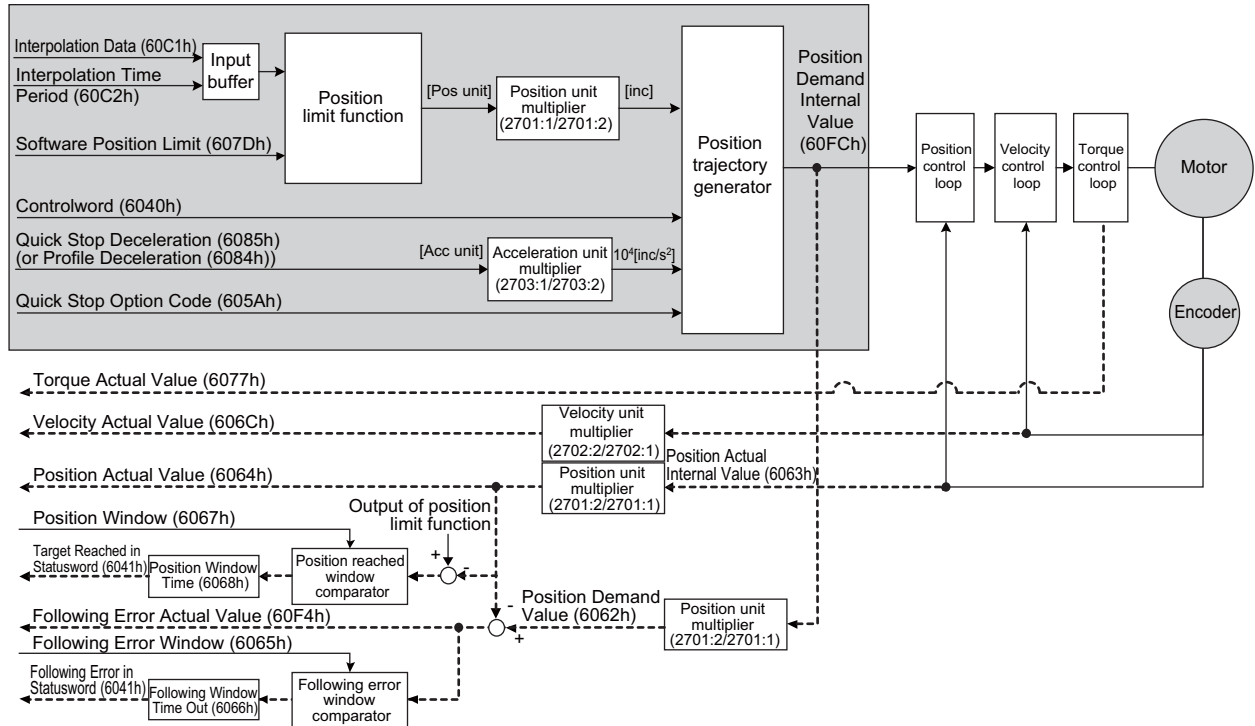 Interpolation Data (60C1h)
Interpolation Time
Period (60C2h)
Input
buffer
Position
limit function
[Pos unit]
Position unit
multiplier
(2701:1/2701:2)
[inc]
Software Position Limit (607Dh)
Position
trajectory
generator
Position
Demand
Internal
Value
(60FCh)
Position
control
loop
Velocity
control
loop
Torque
control
loop
Motor
Controlword (6040h)
Quick Stop Deceleration (6085h)
(or Profile Deceleration (6084h))
[Acc unit]
Acceleration unit
multiplier
(2703:1/2703:2)
10⁴[inc/s²]
Quick Stop Option Code (605Ah)
Encoder
Torque Actual Value (6077h)
Velocity Actual Value (606Ch)
Velocity unit
multiplier
(2702:2/2702:1)
Position Actual Value (6064h)
Position unit
multiplier
(2701:2/2701:1)
Position Actual
Internal Value (6063h)
Position Window (6067h)
Output of position
limit function
+
-
Target Reached in
Statusword (6041h)
Position Window
Time (6068h)
Position reached
window
comparator
Following Error Actual Value (60F4h)
-
+
Position Demand
Value (6062h)
Position unit
multiplier
(2701:2/2701:1)
Following Error Window (6065h)
Following Error in
Statusword (6041h)
Following Window
Time Out (6066h)
Following error
window
comparator